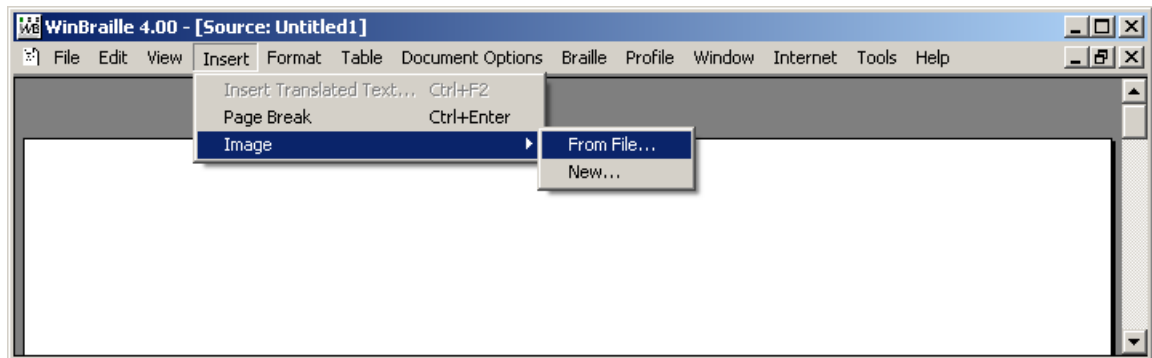 WinBraille 4.00 - [Source: Untitled1]
File Edit View Insert Format Table Document Options Braille Profile Window Internet Tools Help
Insert Translated Text... Ctrl+F2
Page Break Ctrl+Enter
Image
From File...
New...